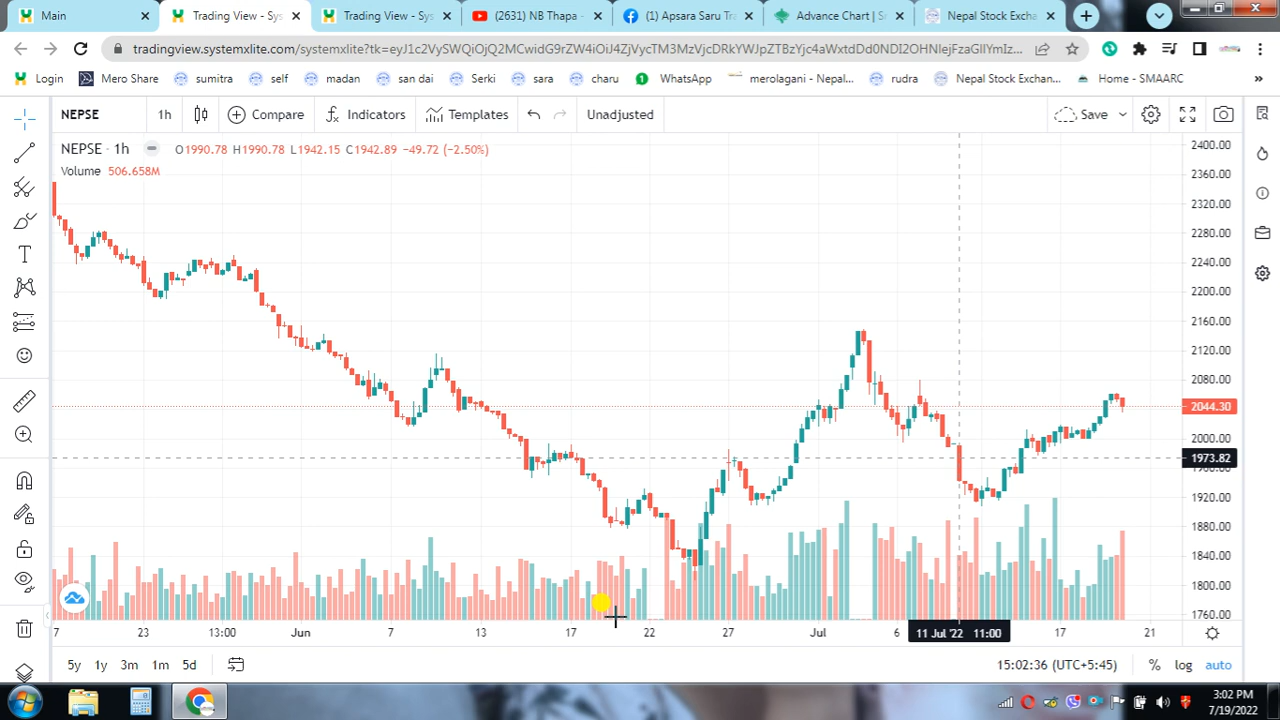 Main
Trading View - Sys
Trading View - Sys
(2631) NB Thapa -
(1) Apsara Saru Tra
Advance Chart | S
Nepal Stock Excha
tradingview.systemxlite.com/systemxlite?tk=
Login
Mero Share
sumitra
self
madan
san dai
Serki
sara
charu
WhatsApp
merolagani - Nepal...
rudra
Nepal Stock Exchan...
Home - SMAARC
»
NEPSE
1h
Compare
Indicators
Templates
Unadjusted
Save
NEPSE · 1h
O1990.78 H1990.78 L1942.15 C1942.89 -49.72 (-2.50%)
Volume 506.658M
2400.00
2360.00
2320.00
2280.00
2240.00
2200.00
2160.00
2120.00
2080.00
2044.30
2000.00
1973.82
1960.00
1920.00
1880.00
1840.00
1800.00
1760.00
7
23
13:00
Jun
7
13
17
22
27
Jul
6
11 Jul '22 11:00
17
21
5y
1y
3m
1m
5d
15:02:36 (UTC+5:45)
%
log
auto
3:02 PM
7/19/2022